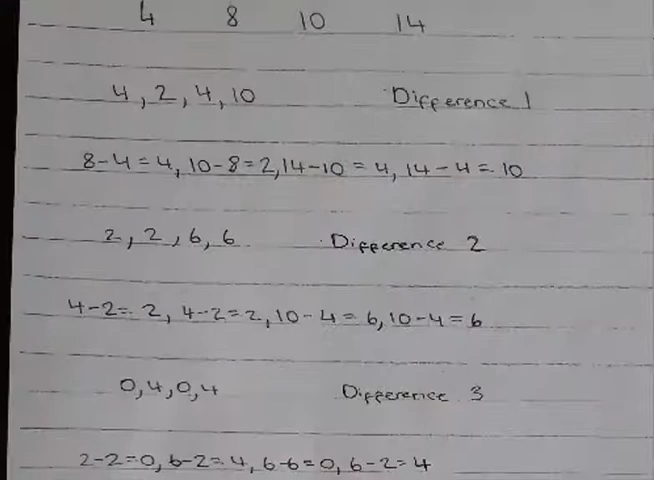 4 8 10 14
4, 2, 4, 10 Difference 1
8-4=4, 10-8=2, 14-10=4, 14-4=10
2, 2, 6, 6 Difference 2
4-2=2, 4-2=2, 10-4=6, 10-4=6
0, 4, 0, 4 Difference 3
2-2=0, 6-2=4, 6-6=0, 6-2=4